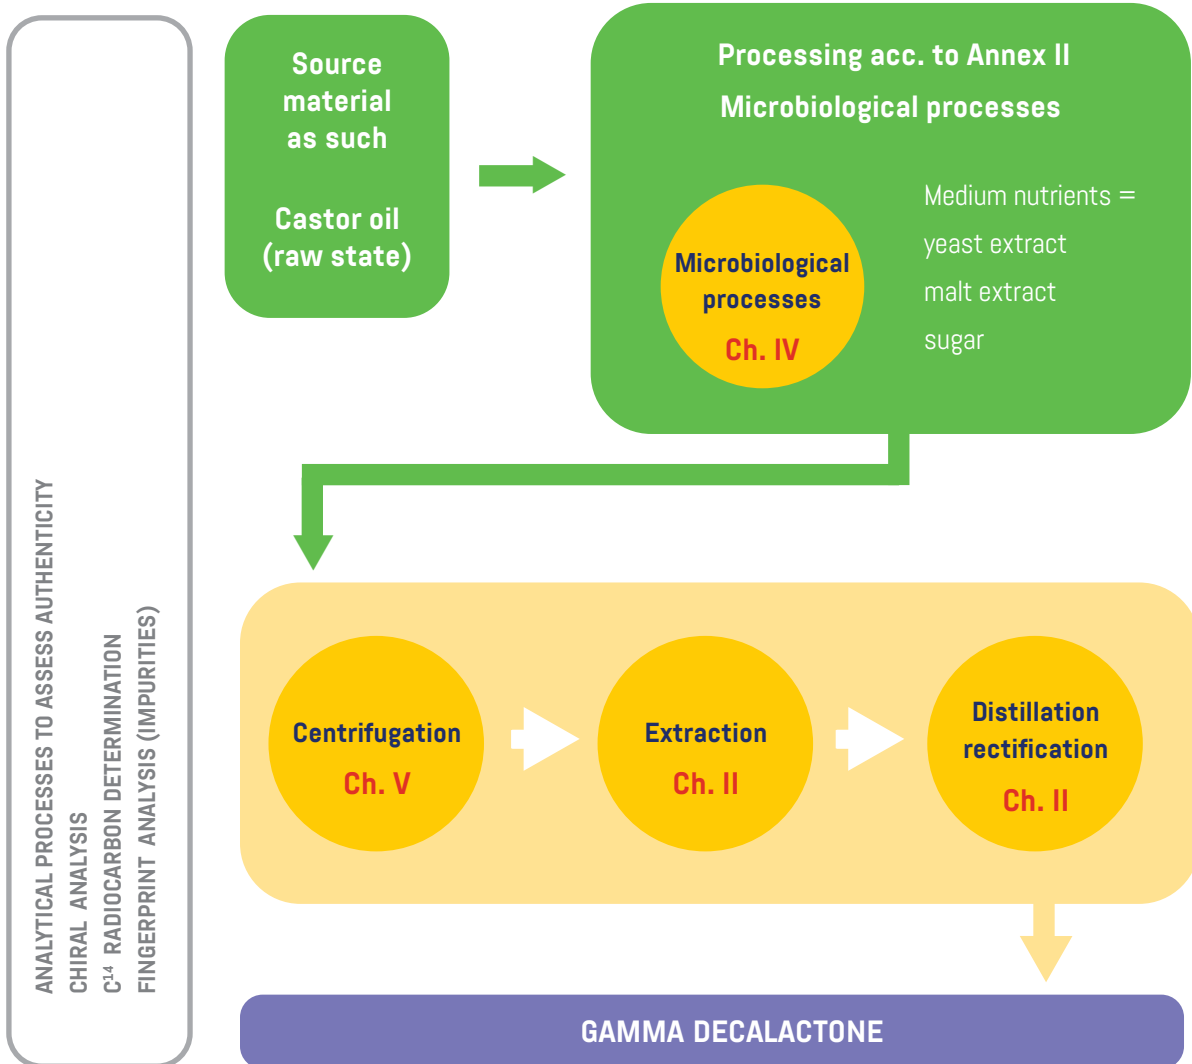 ANALYTICAL PROCESSES TO ASSESS AUTHENTICITY
CHIRAL ANALYSIS
C¹⁴ RADIOCARBON DETERMINATION
FINGERPRINT ANALYSIS (IMPURITIES)
Source
material
as such
Castor oil
(raw state)
Processing acc. to Annex II
Microbiological processes
Microbiological
processes
Ch. IV
Medium nutrients =
yeast extract
malt extract
sugar
Centrifugation
Ch. V
Extraction
Ch. II
Distillation
rectification
Ch. II
GAMMA DECALACTONE